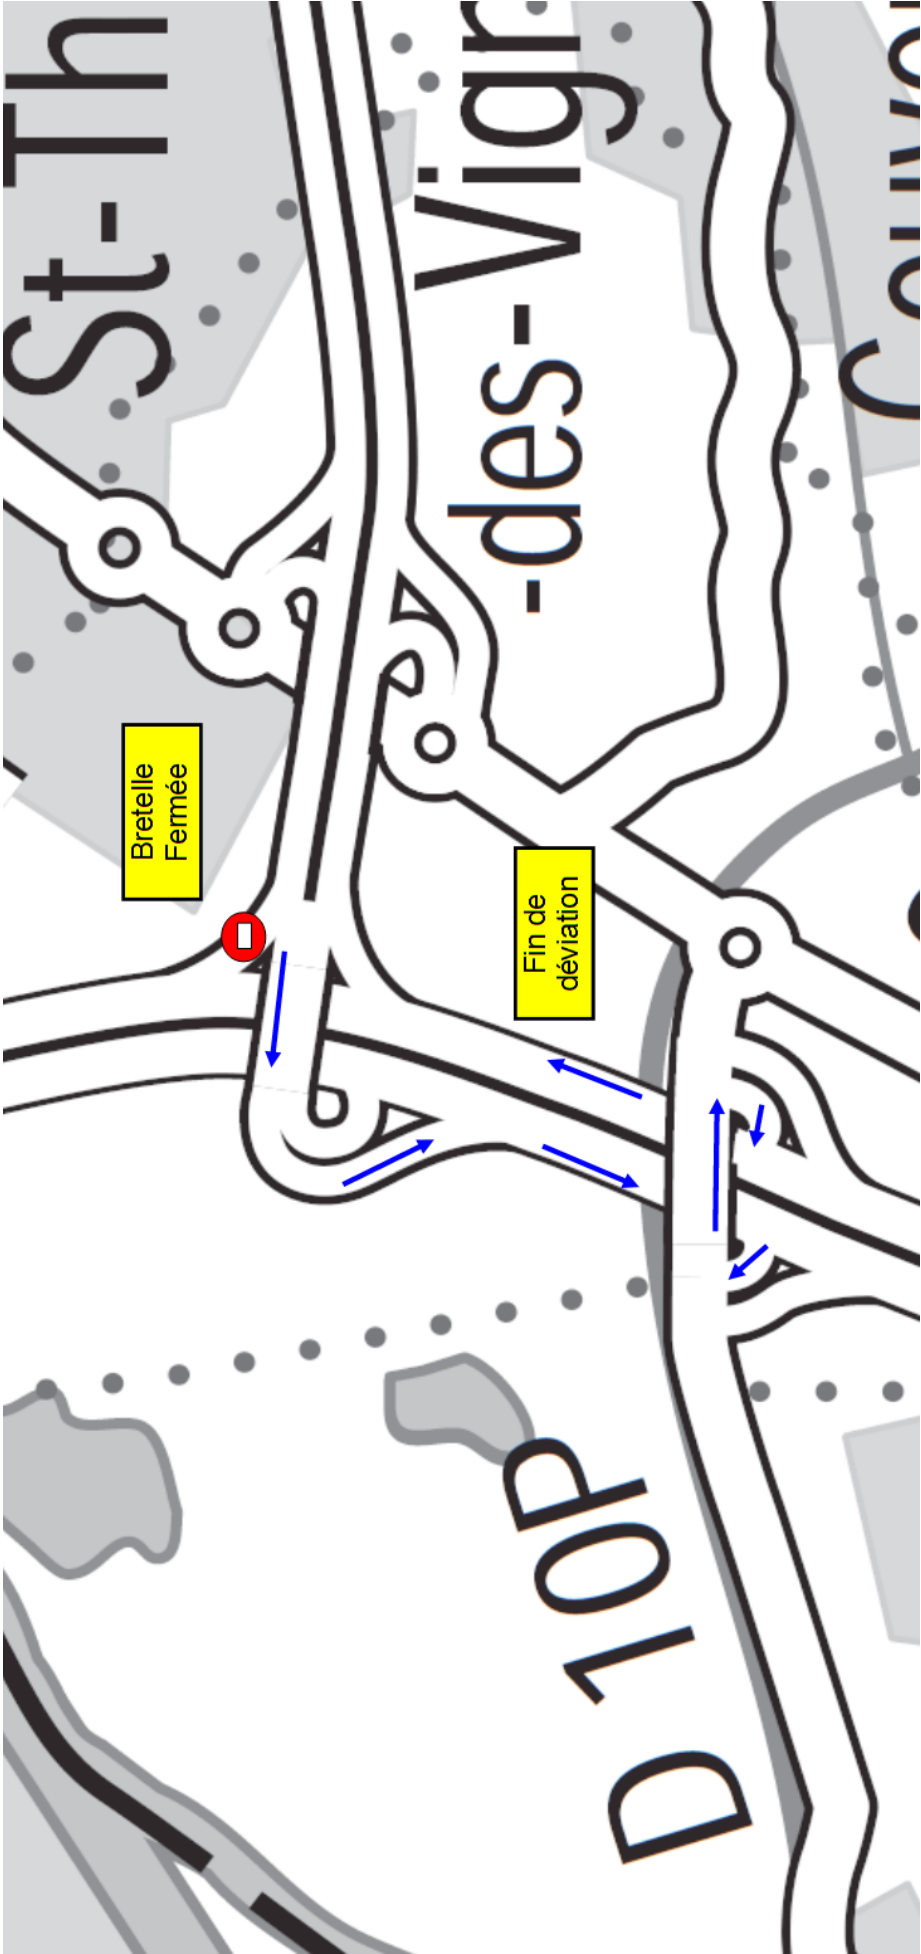 St-Th
Bretelle
Fermée
-des-Vign
Fin de
déviation
D 10P